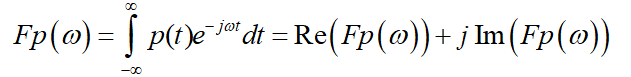 Fp(ω) = ∫_{-∞}^{∞} p(t)e^{-jωt} dt = Re(Fp(ω)) + j Im(Fp(ω))